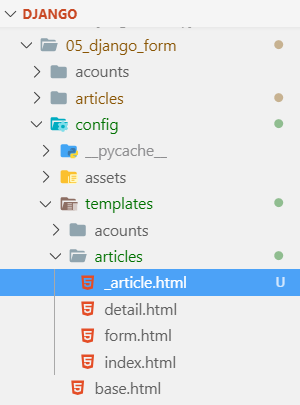 DJANGO
05_django_form
acounts
articles
config
__pycache__
assets
templates
acounts
articles
_article.html U
detail.html
form.html
index.html
base.html